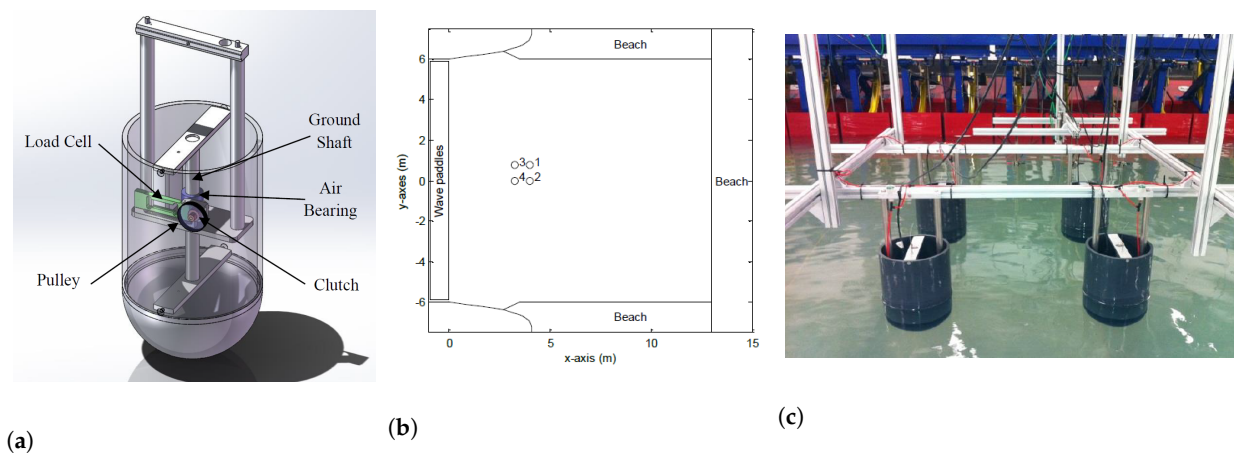 Load Cell
Ground
Shaft
Air
Bearing
Pulley
Clutch
(a)
Beach
6
4
2
0
-2
-4
-6
y-axes (m)
Wave paddles
3 1
4 2
Beach
Beach
0
5
10
15
x-axis (m)
(b)
(c)